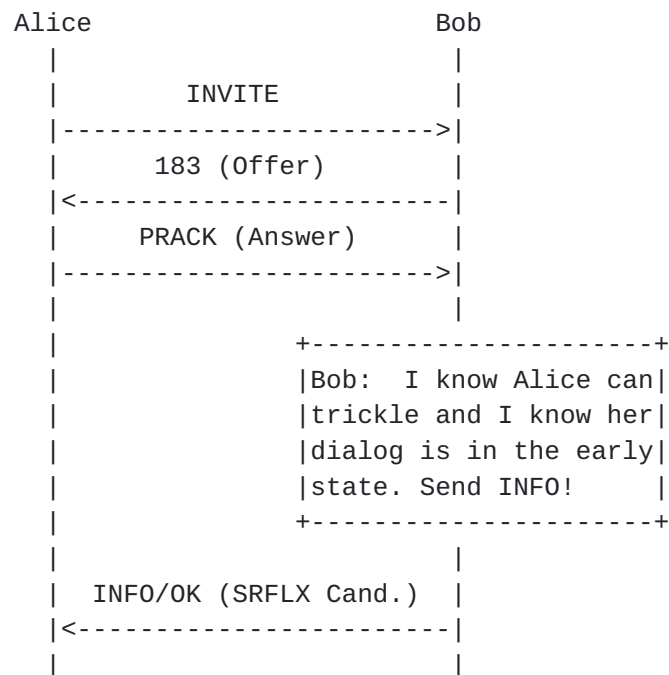 Alice Bob
INVITE
183 (Offer)
PRACK (Answer)
Bob: I know Alice can
trickle and I know her
dialog is in the early
state. Send INFO!
INFO/OK (SRFLX Cand.)